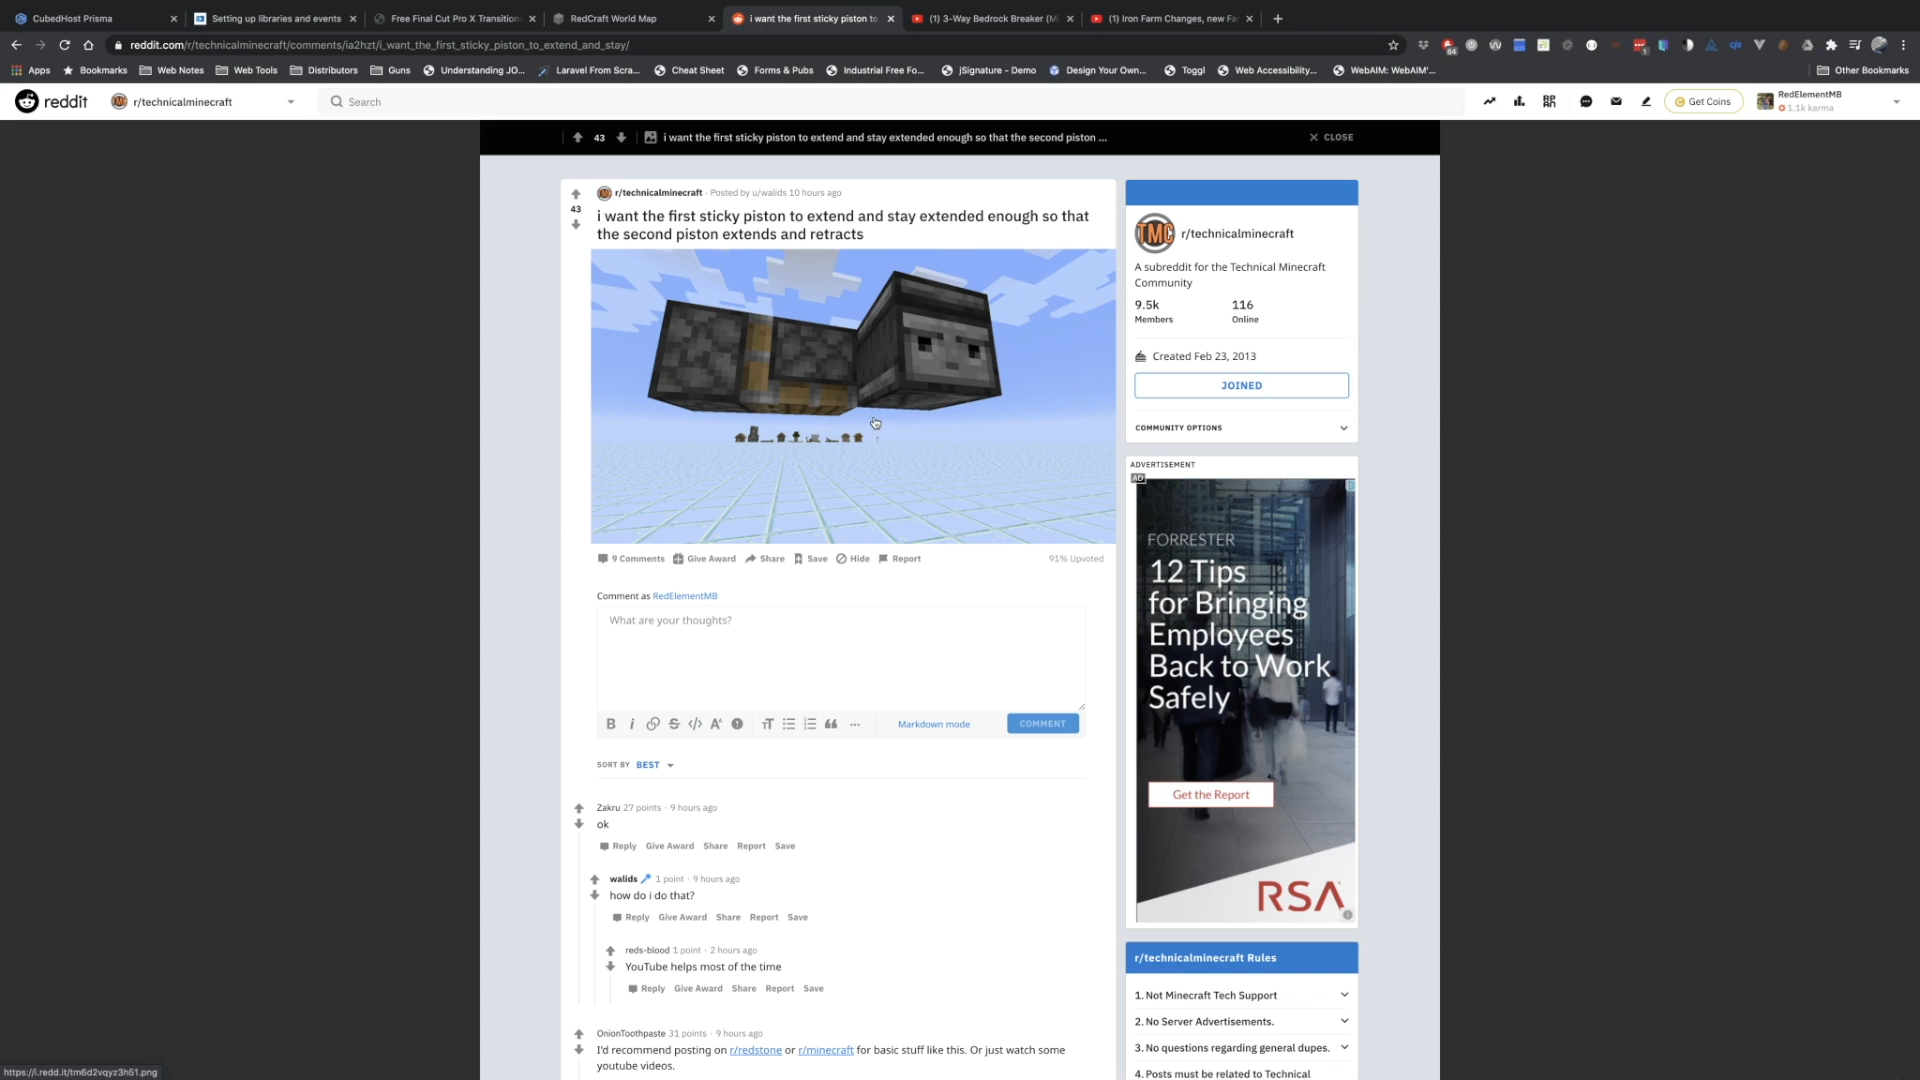 CubedHost Prisma
Setting up libraries and events
Free Final Cut Pro X Transition
RedCraft World Map
i want the first sticky piston to
(1) 3-Way Bedrock Breaker (M
(1) Iron Farm Changes, new Fa
reddit.com/r/technicalminecraft/comments/ia2hzt/i_want_the_first_sticky_piston_to_extend_and_stay/
Apps
Bookmarks
Web Notes
Web Tools
Distributors
Guns
Understanding JO...
Laravel From Scra...
Cheat Sheet
Forms & Pubs
Industrial Free Fo...
jSignature - Demo
Design Your Own...
Toggl
Web Accessibility...
WebAIM: WebAIM'...
Other Bookmarks
reddit
r/technicalminecraft
Search
Get Coins
RedElementMB
1.1k karma
43
i want the first sticky piston to extend and stay extended enough so that the second piston ...
CLOSE
r/technicalminecraft · Posted by u/walids 10 hours ago
43
i want the first sticky piston to extend and stay extended enough so that
the second piston extends and retracts
9 Comments
Give Award
Share
Save
Hide
Report
91% Upvoted
Comment as RedElementMB
What are your thoughts?
Markdown mode
COMMENT
SORT BY BEST
Zakru 27 points · 9 hours ago
ok
Reply Give Award Share Report Save
walids 1 point · 9 hours ago
how do i do that?
Reply Give Award Share Report Save
reds-blood 1 point · 2 hours ago
YouTube helps most of the time
Reply Give Award Share Report Save
OnionToothpaste 31 points · 9 hours ago
I'd recommend posting on r/redstone or r/minecraft for basic stuff like this. Or just watch some
youtube videos.
TMC
r/technicalminecraft
A subreddit for the Technical Minecraft
Community
9.5k
Members
116
Online
Created Feb 23, 2013
JOINED
COMMUNITY OPTIONS
ADVERTISEMENT
AD
FORRESTER
12 Tips
for Bringing
Employees
Back to Work
Safely
Get the Report
RSA
r/technicalminecraft Rules
1. Not Minecraft Tech Support
2. No Server Advertisements.
3. No questions regarding general dupes.
4. Posts must be related to Technical
https://i.redd.it/tm6d2vqyz3h51.png